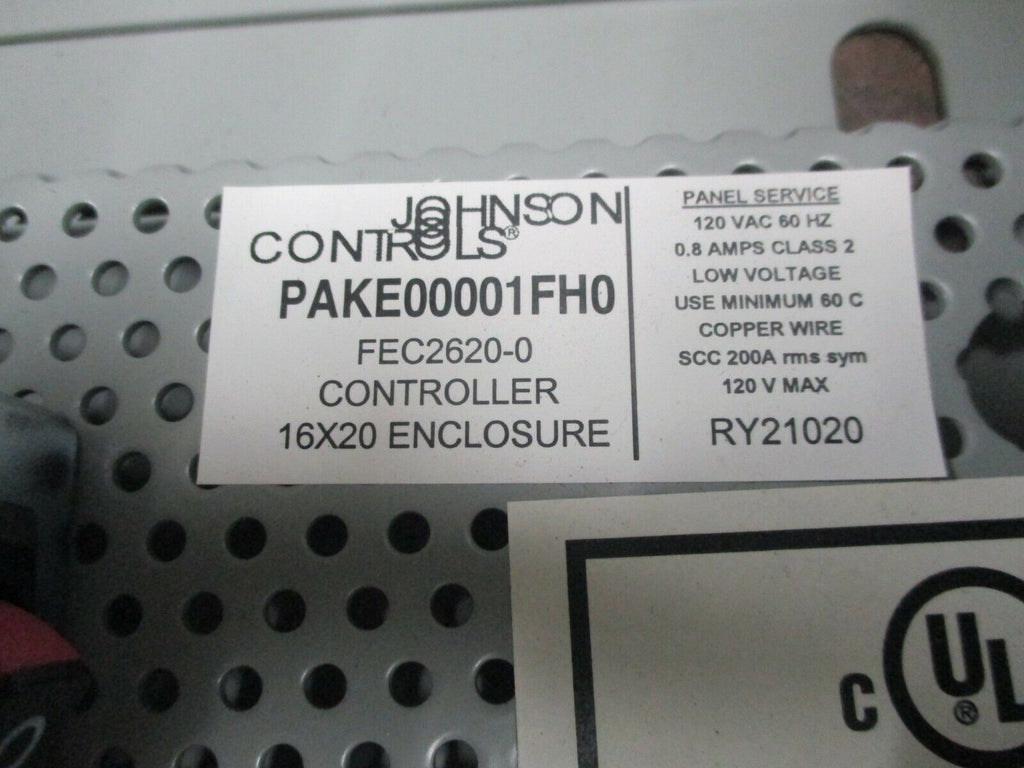 JOHNSON
CONTROLS®
PAKE00001FH0
FEC2620-0
CONTROLLER
16X20 ENCLOSURE
PANEL SERVICE
120 VAC 60 HZ
0.8 AMPS CLASS 2
LOW VOLTAGE
USE MINIMUM 60 C
COPPER WIRE
SCC 200A rms sym
120 V MAX
RY21020
C UL ®